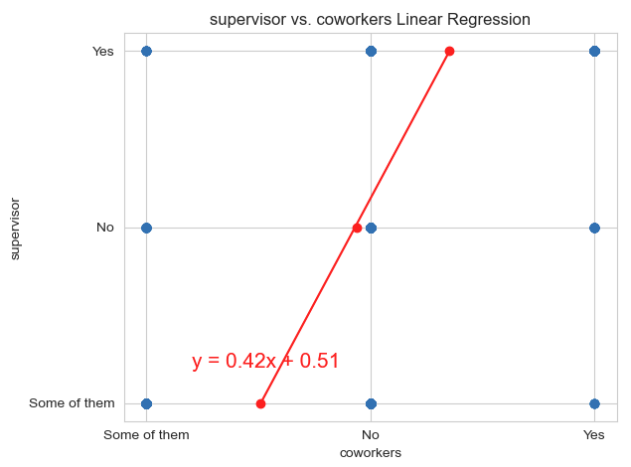 supervisor vs. coworkers Linear Regression
Yes
supervisor
No
y = 0.42x + 0.51
Some of them
Some of them No Yes
coworkers